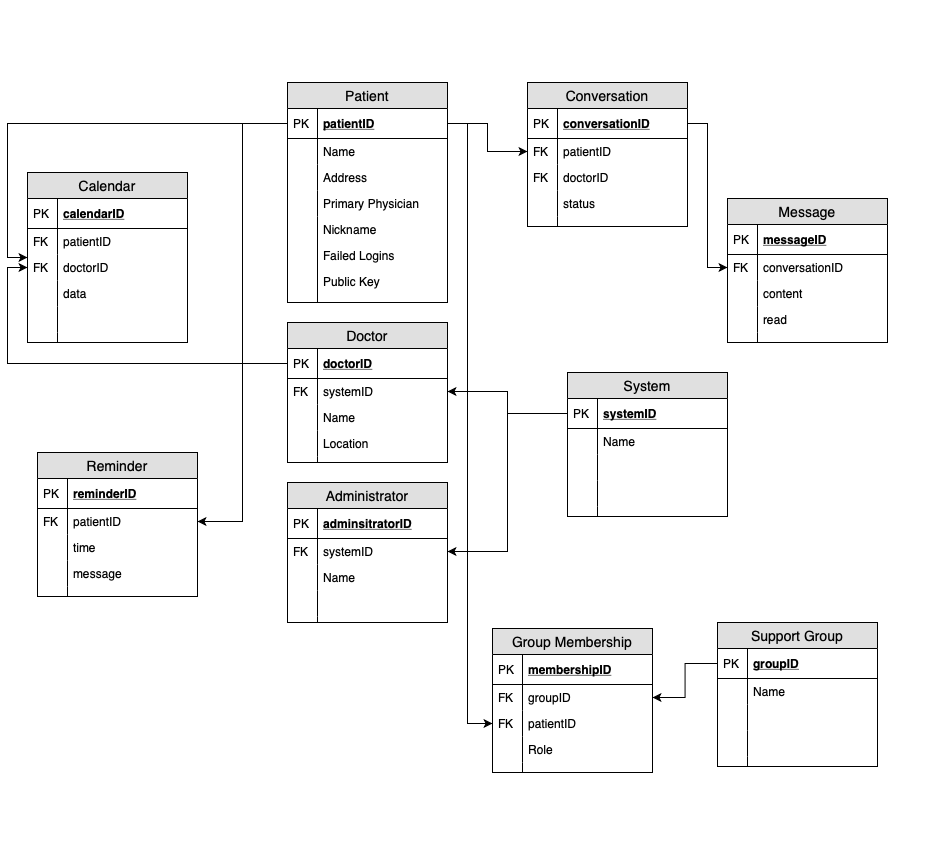 Patient
PK patientID
Name
Address
Primary Physician
Nickname
Failed Logins
Public Key
Conversation
PK conversationID
FK patientID
FK doctorID
status
Calendar
PK calendarID
FK patientID
FK doctorID
data
Message
PK messageID
FK conversationID
content
read
Doctor
PK doctorID
FK systemID
Name
Location
System
PK systemID
Name
Reminder
PK reminderID
FK patientID
time
message
Administrator
PK adminsitratorID
FK systemID
Name
Group Membership
PK membershipID
FK groupID
FK patientID
Role
Support Group
PK groupID
Name